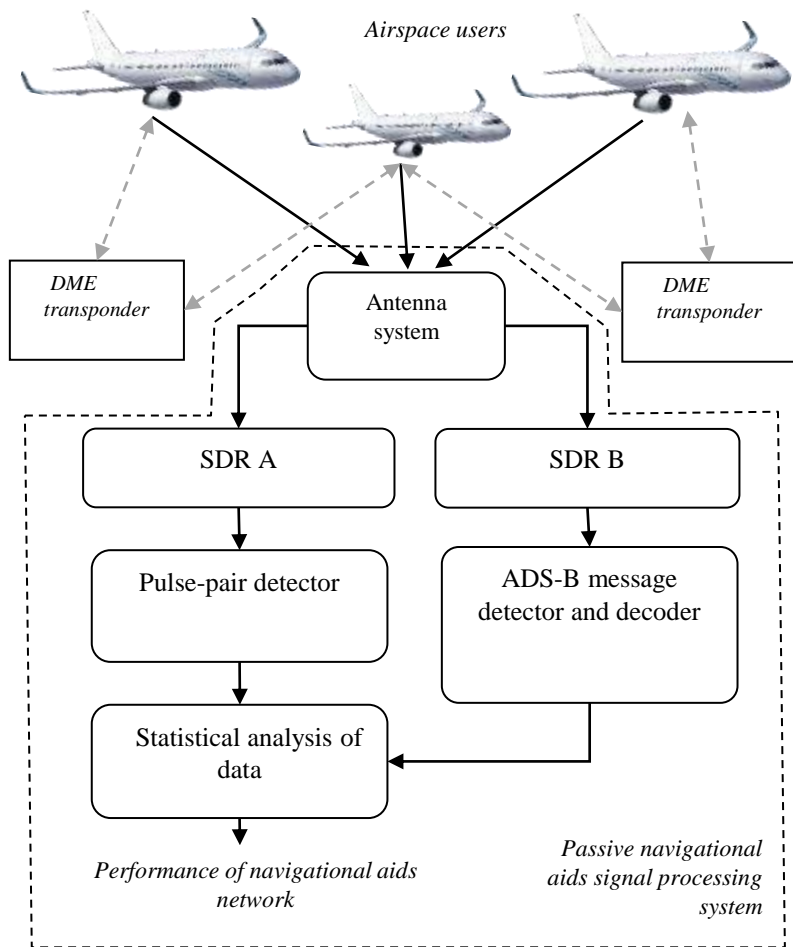 Airspace users
DME
transponder
DME
transponder
Antenna
system
SDR A
SDR B
Pulse-pair detector
ADS-B message
detector and decoder
Statistical analysis of
data
Performance of navigational aids
network
Passive navigational
aids signal processing
system